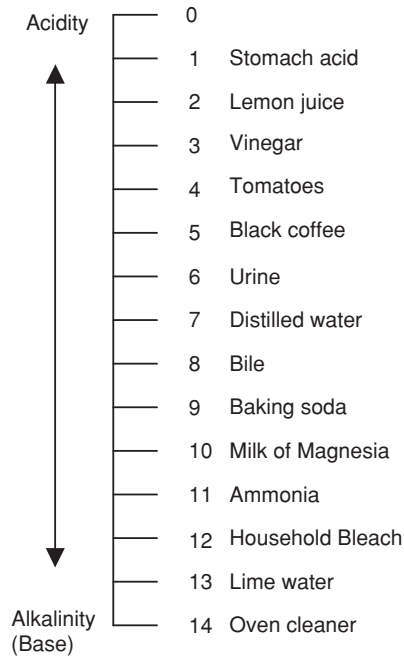 Acidity
0
1 Stomach acid
2 Lemon juice
3 Vinegar
4 Tomatoes
5 Black coffee
6 Urine
7 Distilled water
8 Bile
9 Baking soda
10 Milk of Magnesia
11 Ammonia
12 Household Bleach
13 Lime water
14 Oven cleaner
Alkalinity
(Base)